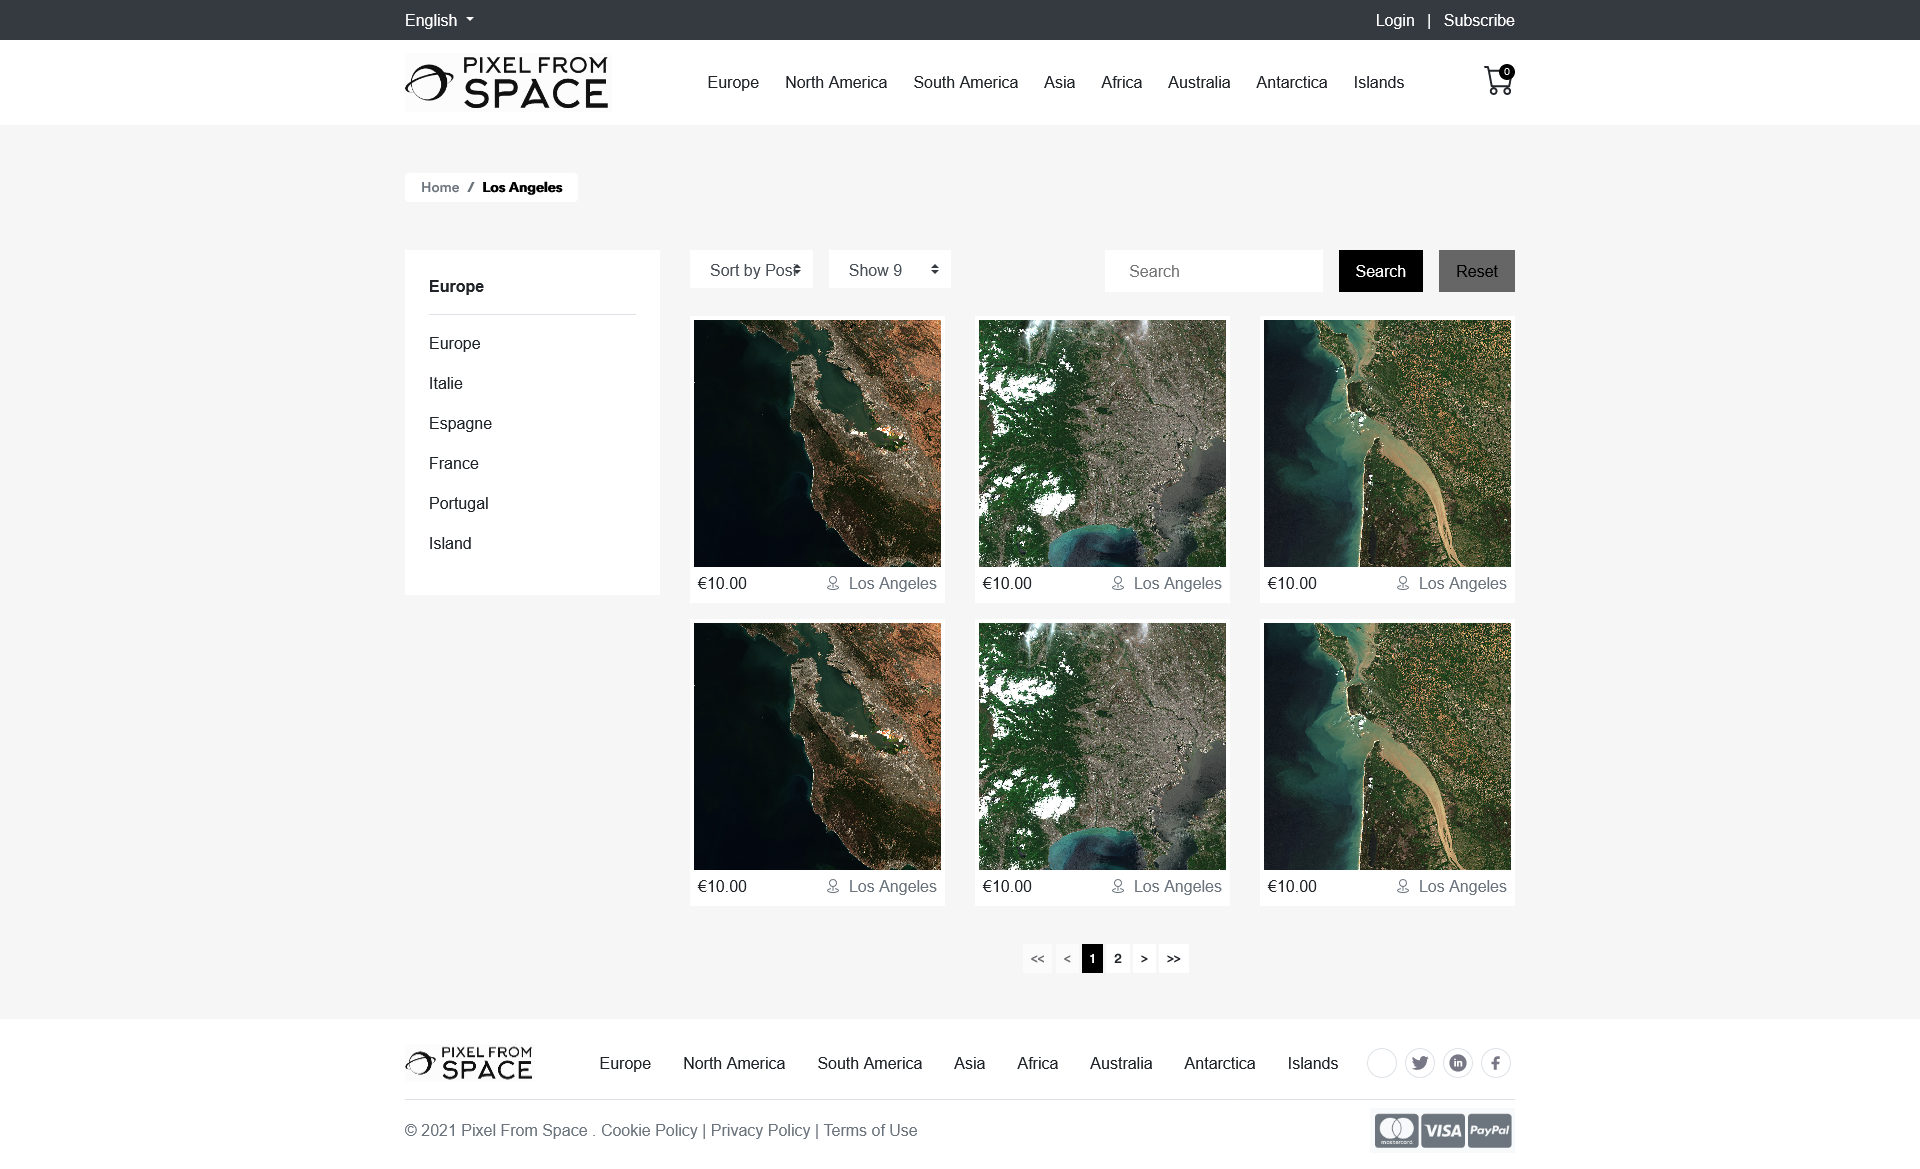 English
Login | Subscribe
PIXEL FROM
SPACE
Europe North America South America Asia Africa Australia Antarctica Islands
0
Home / Los Angeles
Europe
Europe
Italie
Espagne
France
Portugal
Island
Sort by Posi
Show 9
Search
Search
Reset
€10.00 Los Angeles
€10.00 Los Angeles
€10.00 Los Angeles
€10.00 Los Angeles
€10.00 Los Angeles
€10.00 Los Angeles
<< < 1 2 > >>
PIXEL FROM
SPACE
Europe North America South America Asia Africa Australia Antarctica Islands
© 2021 Pixel From Space . Cookie Policy | Privacy Policy | Terms of Use
mastercard VISA PayPal